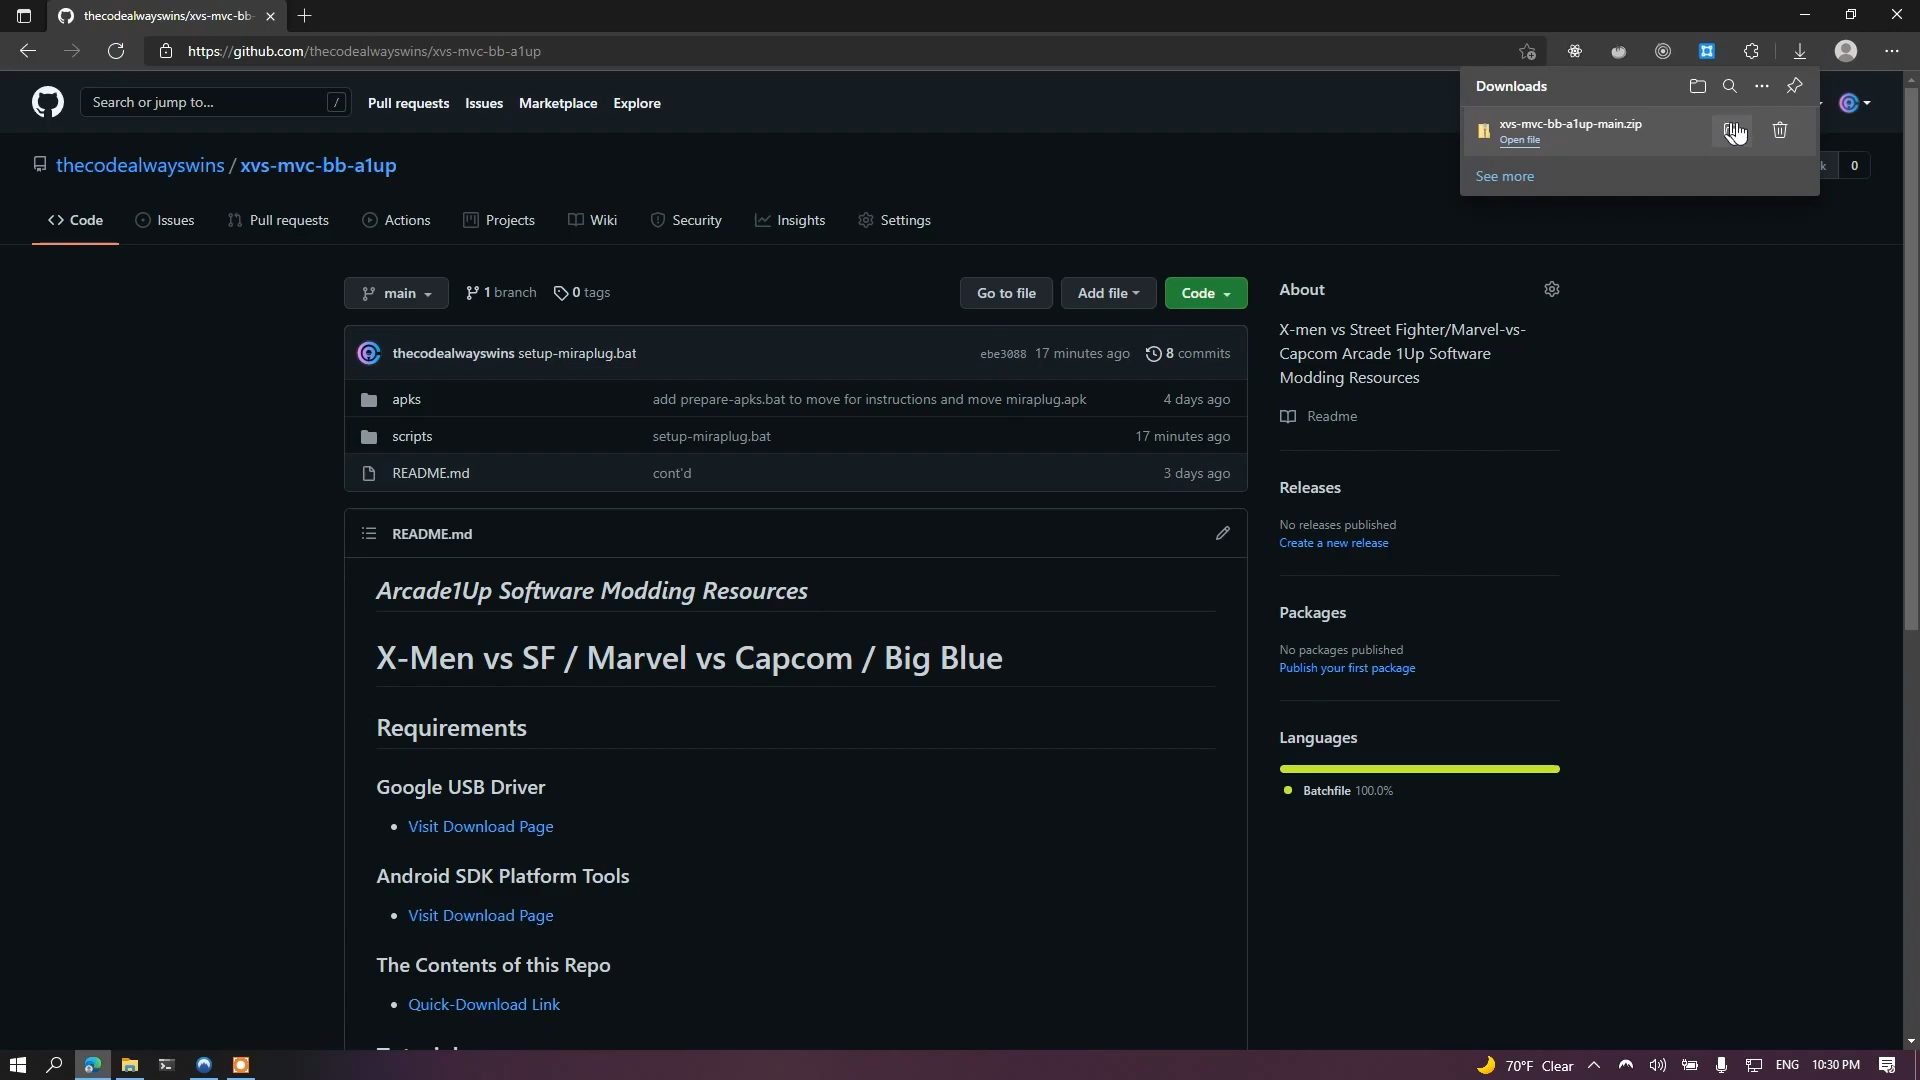 thecodealwayswins/xvs-mvc-bb-
https://github.com/thecodealwayswins/xvs-mvc-bb-a1up
Search or jump to... /
Pull requests Issues Marketplace Explore
Downloads
xvs-mvc-bb-a1up-main.zip
Open file
See more
thecodealwayswins / xvs-mvc-bb-a1up
k 0
Code Issues Pull requests Actions Projects Wiki Security Insights Settings
main 1 branch 0 tags Go to file Add file Code
thecodealwayswins setup-miraplug.bat ebe3088 17 minutes ago 8 commits
apks add prepare-apks.bat to move for instructions and move miraplug.apk 4 days ago
scripts setup-miraplug.bat 17 minutes ago
README.md cont'd 3 days ago
README.md
Arcade1Up Software Modding Resources
X-Men vs SF / Marvel vs Capcom / Big Blue
Requirements
Google USB Driver
Visit Download Page
Android SDK Platform Tools
Visit Download Page
The Contents of this Repo
Quick-Download Link
About
X-men vs Street Fighter/Marvel-vs-
Capcom Arcade 1Up Software
Modding Resources
Readme
Releases
No releases published
Create a new release
Packages
No packages published
Publish your first package
Languages
Batchfile 100.0%
70°F Clear ENG 10:30 PM